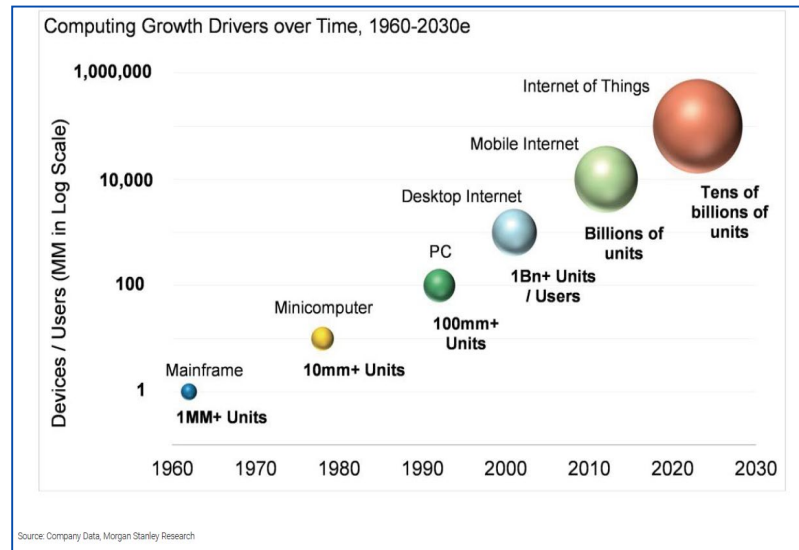 Computing Growth Drivers over Time, 1960-2030e
Devices / Users (MM in Log Scale)
1,000,000
10,000
100
1
Internet of Things
Tens of
billions of
units
Mobile Internet
Billions of
units
Desktop Internet
1Bn+ Units
/ Users
PC
100mm+
Units
Minicomputer
10mm+ Units
Mainframe
1MM+ Units
1960 1970 1980 1990 2000 2010 2020 2030
Source: Company Data, Morgan Stanley Research